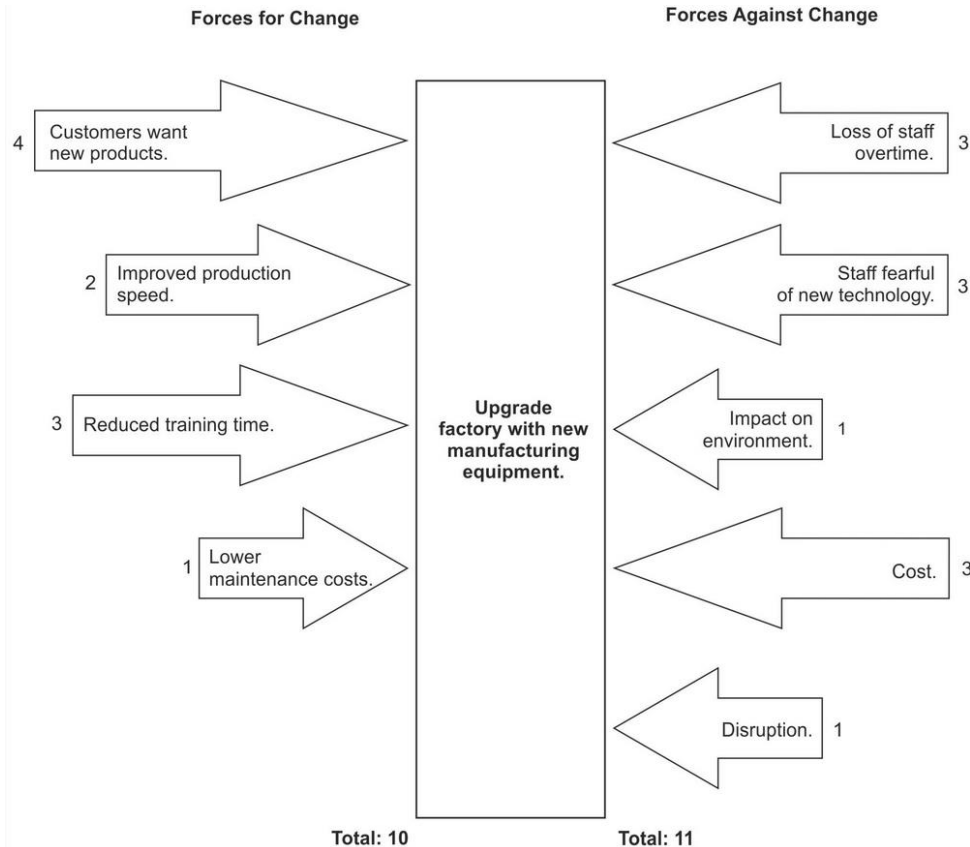 Forces for Change
Forces Against Change
4
Customers want
new products.
Loss of staff
overtime.
3
2
Improved production
speed.
Staff fearful
of new technology.
3
3
Reduced training time.
Upgrade
factory with new
manufacturing
equipment.
Impact on
environment.
1
1
Lower
maintenance costs.
Cost.
3
Disruption.
1
Total: 10
Total: 11